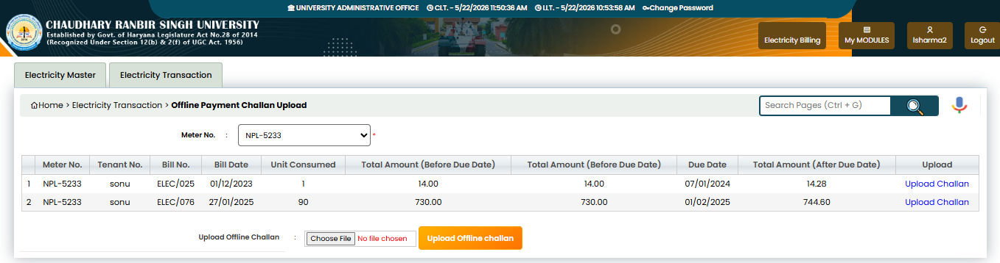 UNIVERSITY ADMINISTRATIVE OFFICE CLT. - 5/22/2026 11:50:36 AM LLT. - 5/22/2026 10:53:58 AM Change Password
CHAUDHARY RANBIR SINGH UNIVERSITY
Established by Govt. of Haryana Legislature Act No.28 of 2014
(Recognized Under Section 12(b) & 2(f) of UGC Act, 1956)
Electricity Billing My MODULES lsharma2 Logout
Electricity Master Electricity Transaction
Home > Electricity Transaction > Offline Payment Challan Upload Search Pages (Ctrl + G)
Meter No. : NPL-5233 *
Meter No. Tenant No. Bill No. Bill Date Unit Consumed Total Amount (Before Due Date) Total Amount (Before Due Date) Due Date Total Amount (After Due Date) Upload
1 NPL-5233 sonu ELEC/025 01/12/2023 1 14.00 14.00 07/01/2024 14.28 Upload Challan
2 NPL-5233 sonu ELEC/076 27/01/2025 90 730.00 730.00 01/02/2025 744.60 Upload Challan
Upload Offline Challan : Choose File No file chosen Upload Offline challan